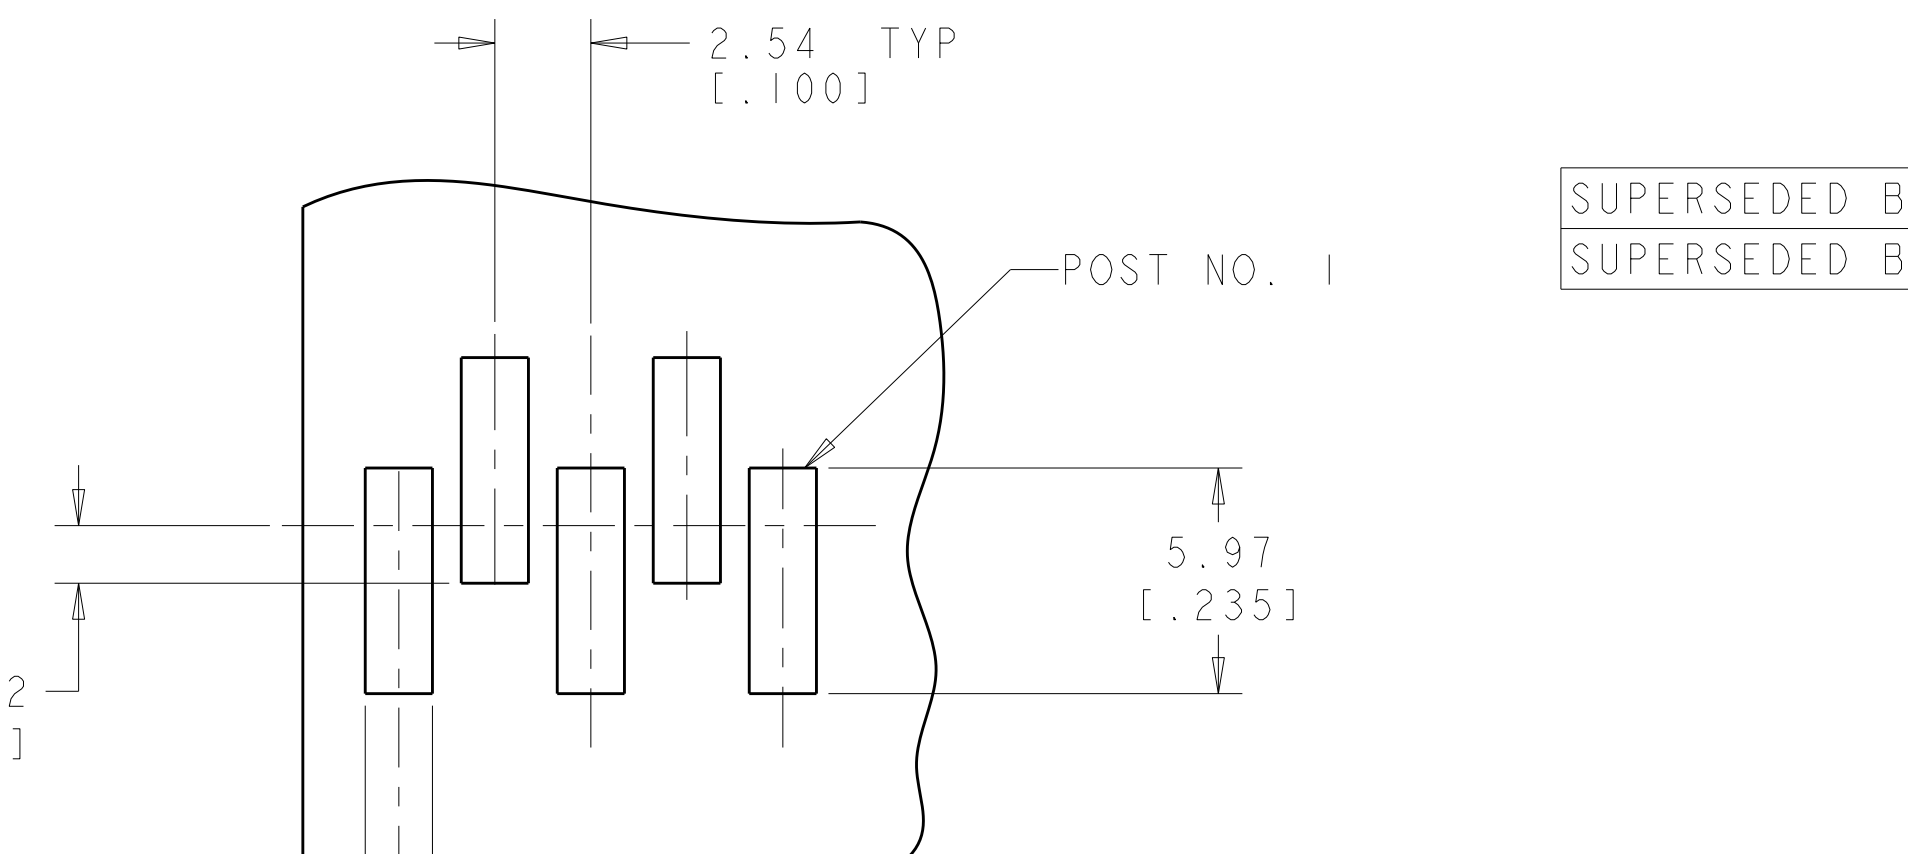 2.54 TYP
[.100]
SUPERSEDED B
SUPERSEDED B
POST NO. 1
5.97
[.235]
2
]